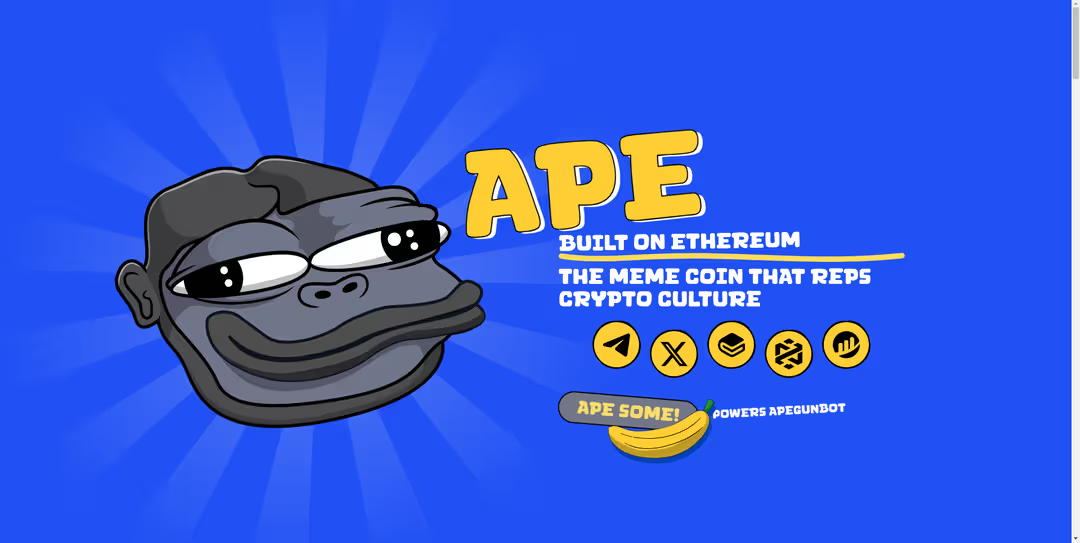 APE
BUILT ON ETHEREUM
THE MEME COIN THAT REPS
CRYPTO CULTURE
APE SOME!
POWERS APEGUNBOT